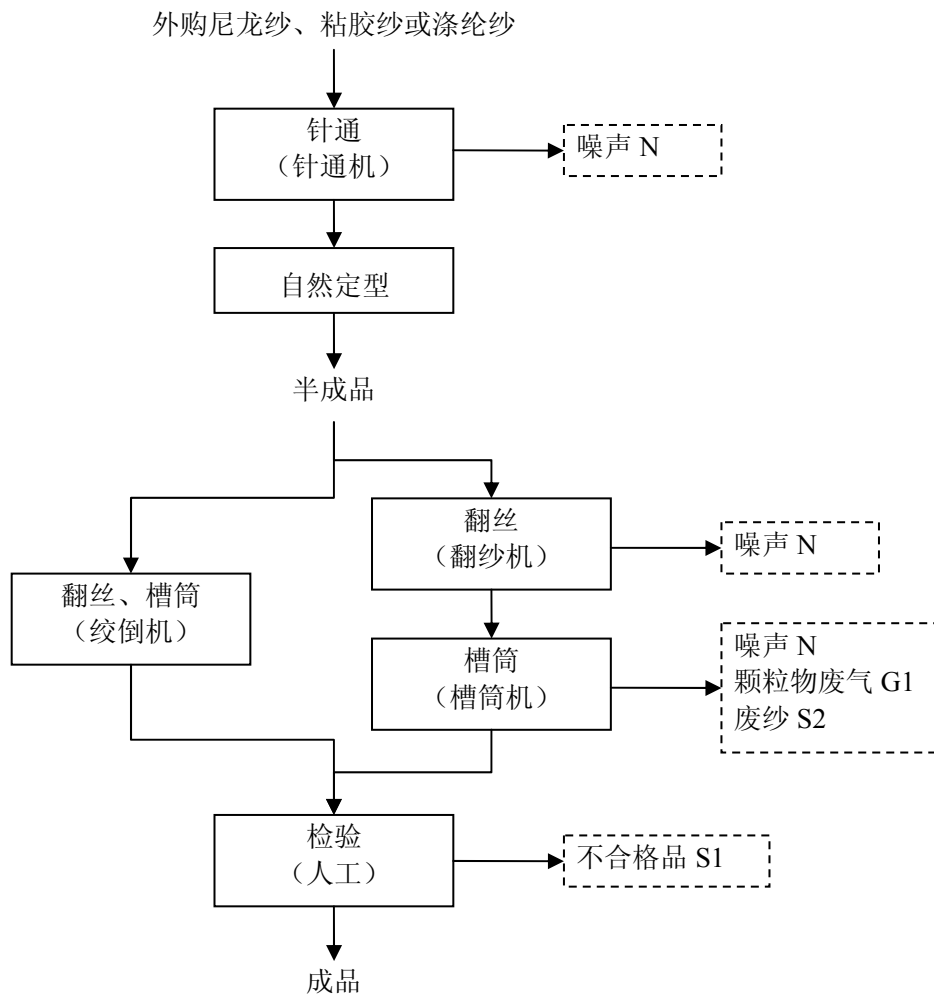 外购尼龙纱、粘胶纱或涤纶纱
针通
（针通机）
噪声 N
自然定型
半成品
翻丝
（翻纱机）
噪声 N
翻丝、槽筒
（绞倒机）
槽筒
（槽筒机）
噪声 N
颗粒物废气 G1
废纱 S2
检验
（人工）
不合格品 S1
成品